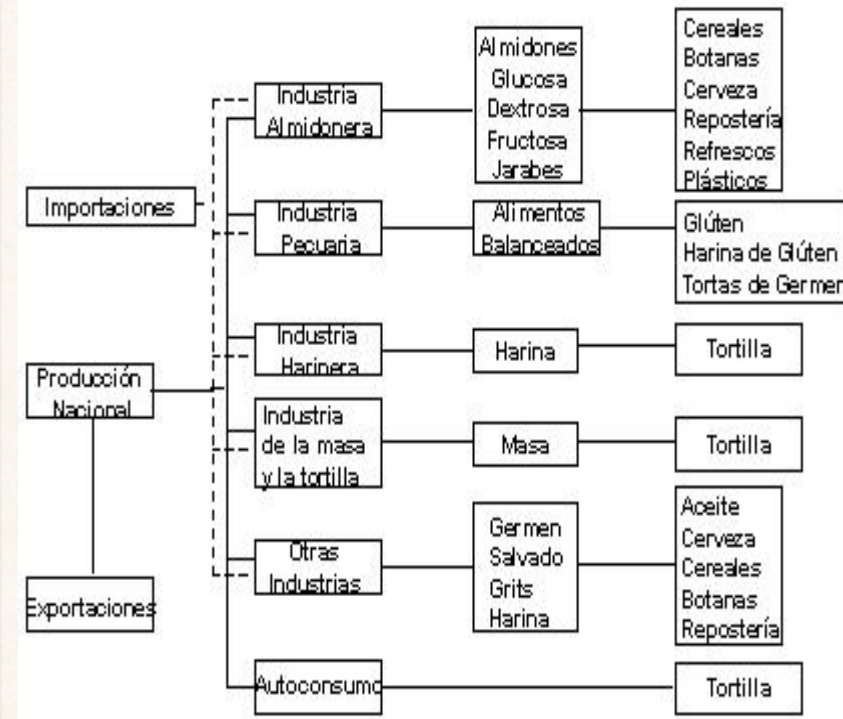 Importaciones
Producción
Nacional
Exportaciones
Industria
Almidonera
Almidones
Glucosa
Dextrosa
Fructosa
Jarabes
Cereales
Botanas
Cerveza
Repostería
Refrescos
Plásticos
Industria
Pecuaria
Alimentos
Balanceados
Glúten
Harina de Glúten
Tortas de Germen
Industria
Harinera
Harina
Tortilla
Industria
de la masa
y la tortilla
Masa
Tortilla
Otras
Industrias
Germen
Salvado
Grits
Harina
Aceite
Cerveza
Cereales
Botanas
Repostería
Autoconsumo
Tortilla